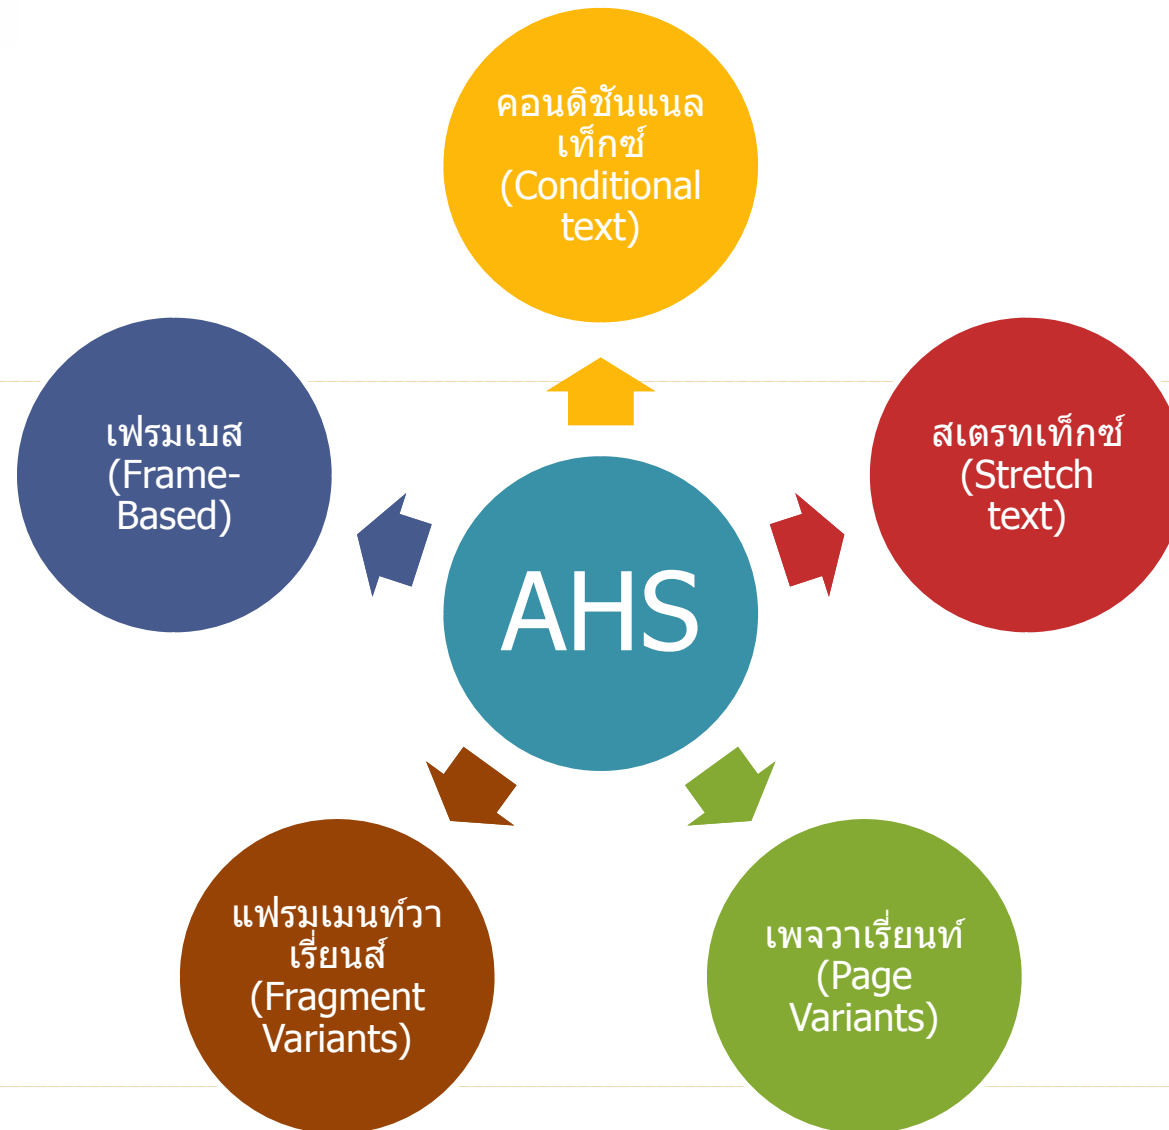 คอนดิชันแนล
เท็กซ์
(Conditional
text)
เฟรมเบส
(Frame-
Based)
สเตรทเท็กซ์
(Stretch
text)
AHS
แฟรมเมนท์วา
เรี่ยนส์
(Fragment
Variants)
เพจวาเรี่ยนท์
(Page
Variants)